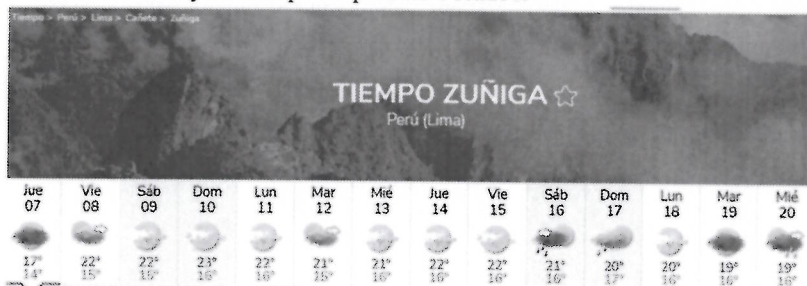 Tiempo > Perú > Lima > Cañete > Zuñiga
TIEMPO ZUÑIGA
Perú (Lima)
Jue Vie Sáb Dom Lun Mar Mié Jue Vie Sáb Dom Lun Mar Mié
07 08 09 10 11 12 13 14 15 16 17 18 19 20
17° 22° 22° 23° 22° 21° 21° 22° 22° 21° 20° 20° 19° 19°
14° 15° 16° 16° 16° 15° 16° 16° 16° 16° 17° 16° 16° 16°